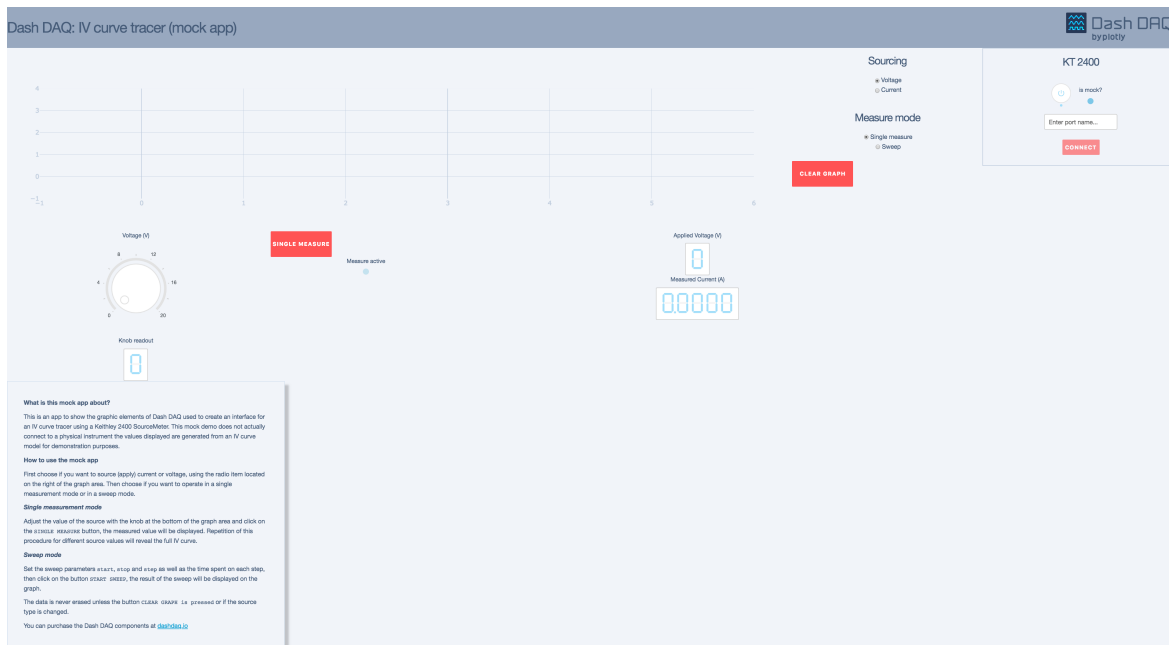 Dash DAQ: IV curve tracer (mock app)
Dash DAQ
by plotly
4
3
2
1
0
−1
−1
0
1
2
3
4
5
6
Sourcing
Voltage
Current
Measure mode
Single measure
Sweep
CLEAR GRAPH
KT 2400
is mock?
Enter port name...
CONNECT
Voltage (V)
0
4
8
12
16
20
Knob readout
0
SINGLE MEASURE
Measure active
Applied Voltage (V)
0
Measured Current (A)
0.0000
What is this mock app about?
This is an app to show the graphic elements of Dash DAQ used to create an interface for
an IV curve tracer using a Keithley 2400 SourceMeter. This mock demo does not actually
connect to a physical instrument the values displayed are generated from an IV curve
model for demonstration purposes.
How to use the mock app
First choose if you want to source (apply) current or voltage, using the radio item located
on the right of the graph area. Then choose if you want to operate in a single
measurement mode or in a sweep mode.
Single measurement mode
Adjust the value of the source with the knob at the bottom of the graph area and click on
the SINGLE MEASURE button, the measured value will be displayed. Repetition of this
procedure for different source values will reveal the full IV curve.
Sweep mode
Set the sweep parameters start, stop and step as well as the time spent on each step,
then click on the button START SWEEP, the result of the sweep will be displayed on the
graph.
The data is never erased unless the button CLEAR GRAPH is pressed or if the source
type is changed.
You can purchase the Dash DAQ components at dashdaq.io